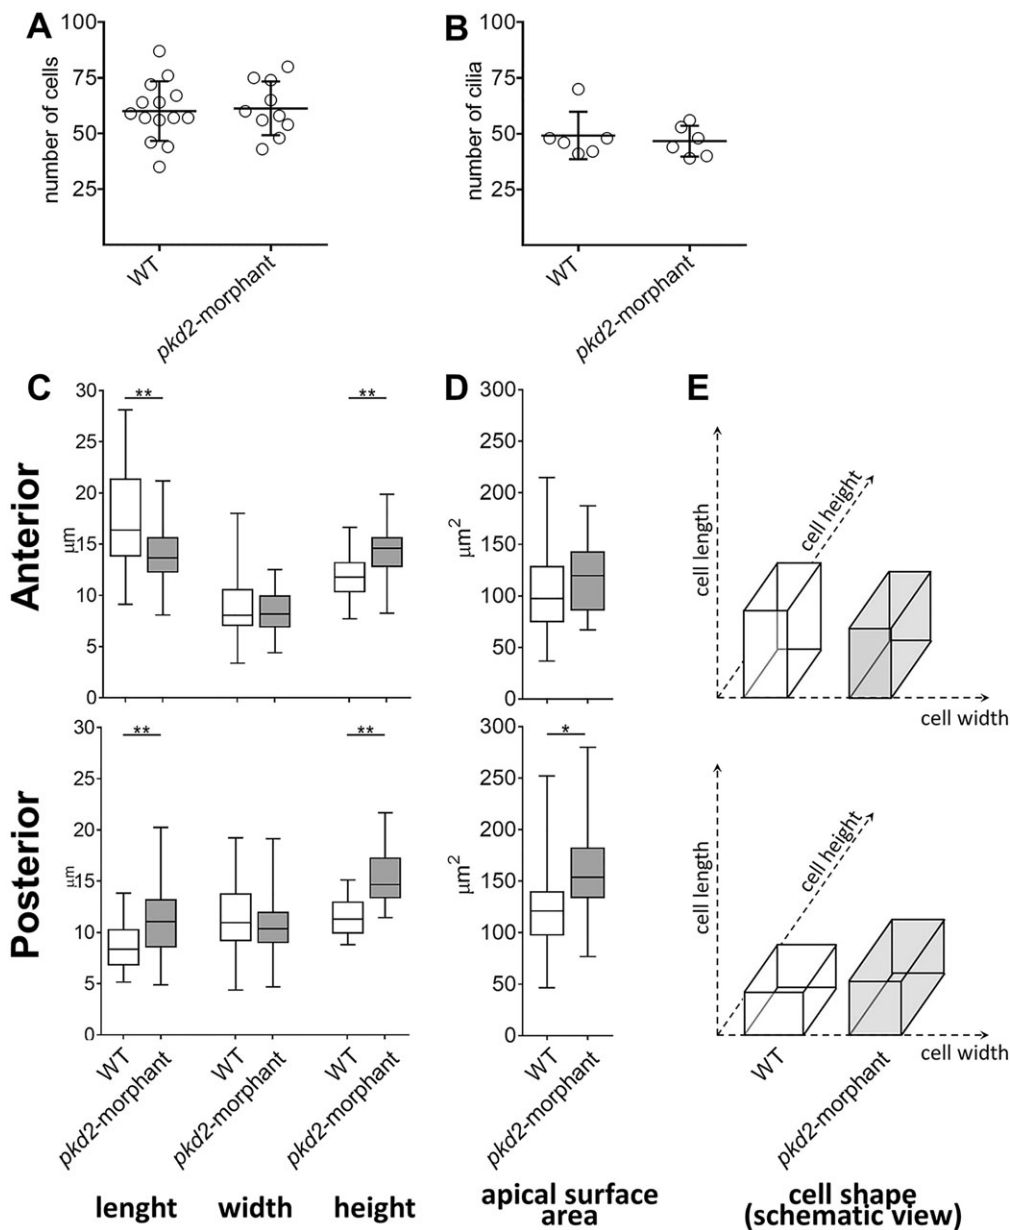 A
100
75
50
25
number of cells
WT
pkd2-morphant
B
100
75
50
25
number of cilia
WT
pkd2-morphant
Anterior
C
30
25
20
15
10
5
0
μm
**
**
D
300
250
200
150
100
50
0
μm²
E
cell length
cell height
cell width
Posterior
30
25
20
15
10
5
0
μm
**
**
300
250
200
150
100
50
0
μm²
*
cell length
cell height
cell width
WT
pkd2-morphant
WT
pkd2-morphant
WT
pkd2-morphant
WT
pkd2-morphant
WT
pkd2-morphant
lenght
width
height
apical surface
area
cell shape
(schematic view)